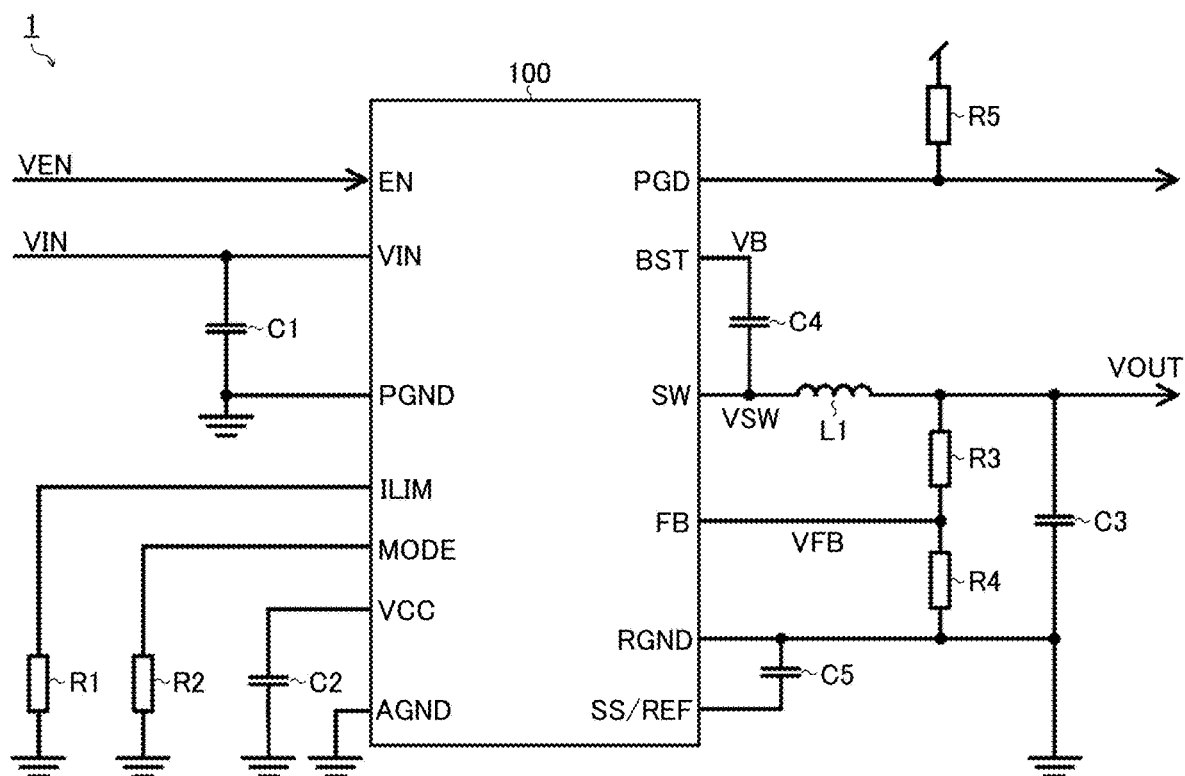 1
100
R5
VEN
EN
PGD
VIN
VIN
VB
BST
C1
C4
VOUT
PGND
SW
VSW
L1
R3
ILIM
FB
VFB
C3
MODE
R4
VCC
RGND
R1
R2
C2
C5
AGND
SS/REF